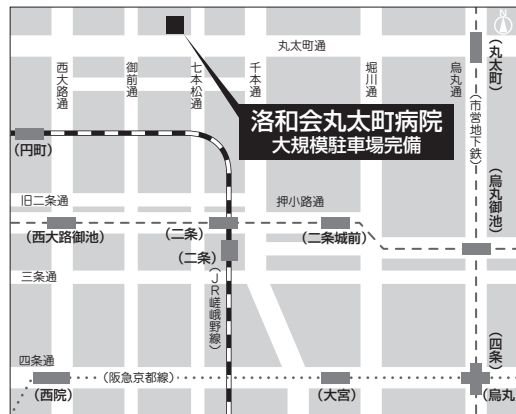 N
丸太町通
(丸太町)
西大路通
御前通
七本松通
千本通
堀川通
烏丸通
(市営地下鉄)
洛和会丸太町病院
大規模駐車場完備
(円町)
(烏丸御池)
旧二条通
押小路通
(西大路御池)
(二条)
(二条城前)
(二条)
三条通
(JR嵯峨野線)
四条通
(阪急京都線)
(四条)
(西院)
(大宮)
(烏丸